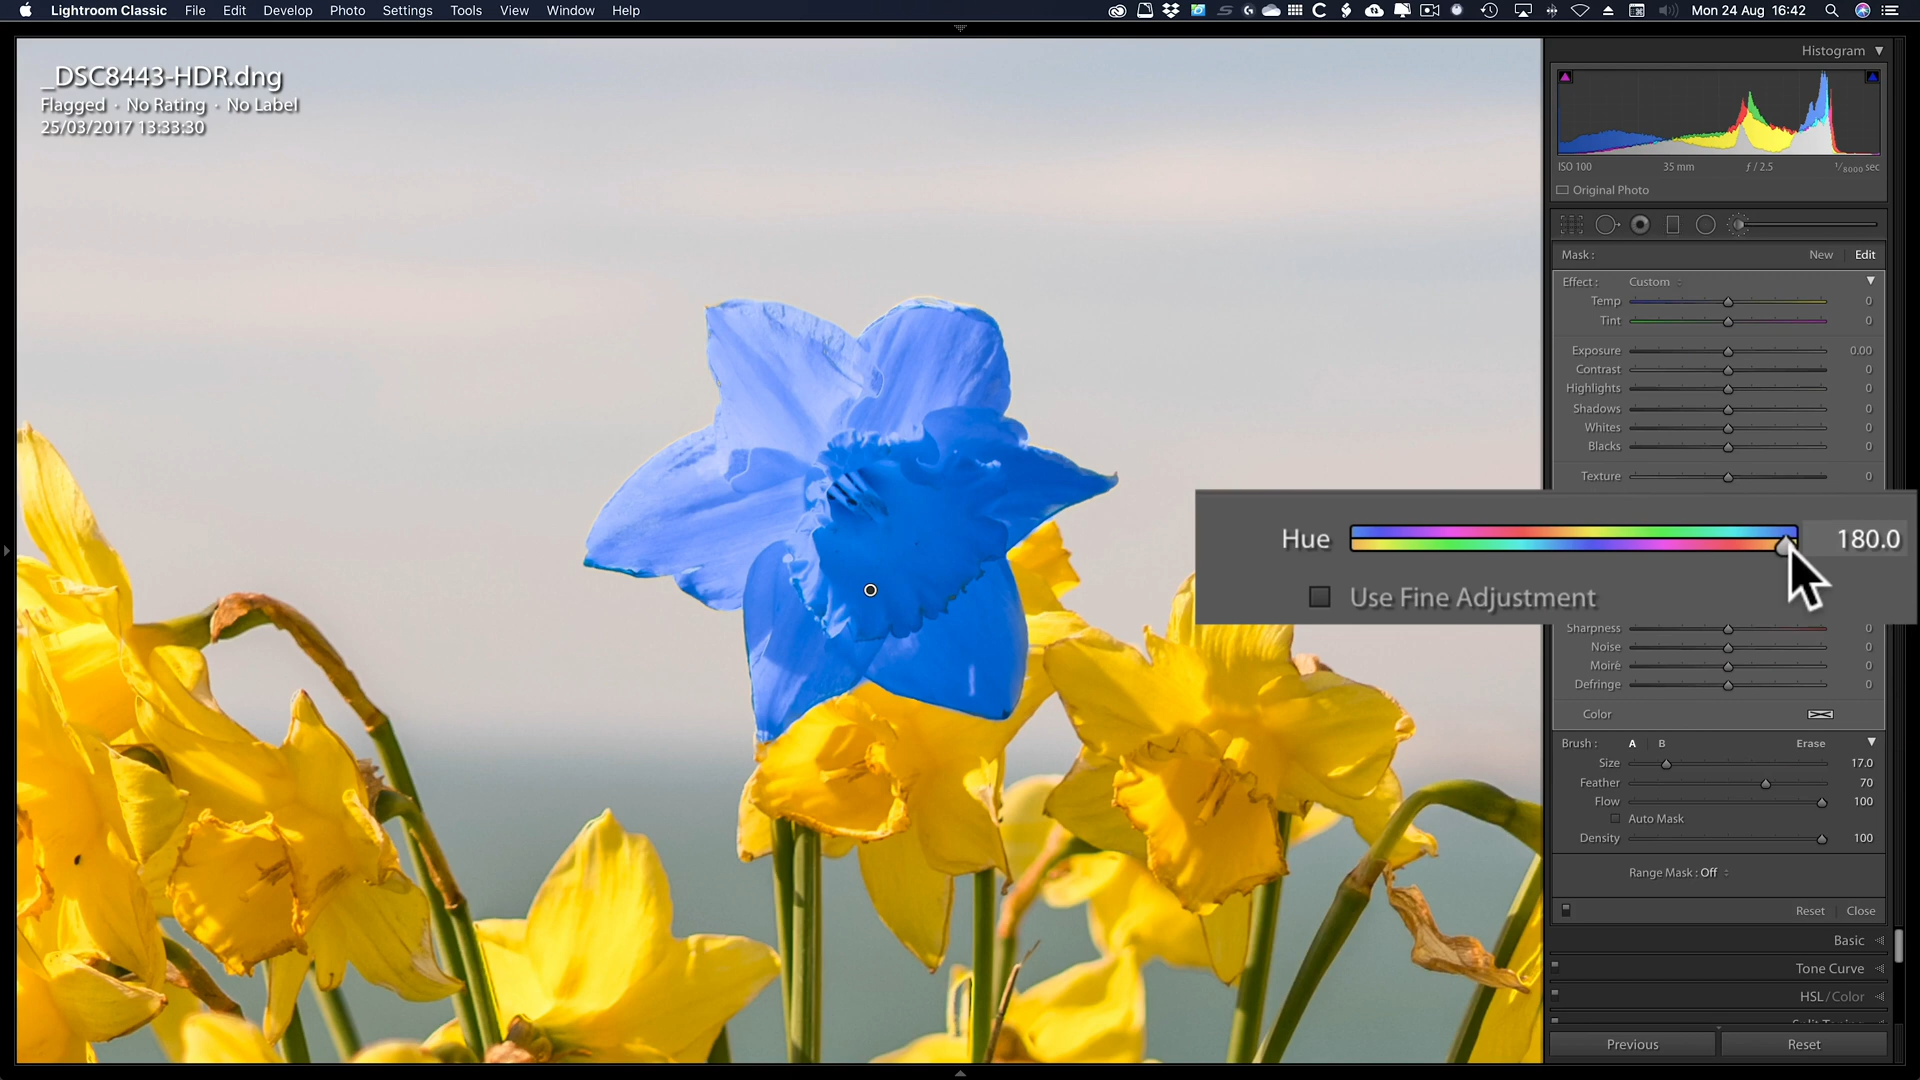 Lightroom Classic File Edit Develop Photo Settings Tools View Window Help Mon 24 Aug 16:42
_DSC8443-HDR.dng
Flagged · No Rating · No Label
25/03/2017 13:33:30
Histogram
ISO 100 35 mm ƒ / 2.5 1/8000 sec
Original Photo
Mask : New Edit
Effect : Custom
Temp 0
Tint 0
Exposure 0.00
Contrast 0
Highlights 0
Shadows 0
Whites 0
Blacks 0
Texture 0
Hue 180.0
Use Fine Adjustment
Sharpness 0
Noise 0
Moiré 0
Defringe 0
Color
Brush : A B Erase
Size 17.0
Feather 70
Flow 100
Auto Mask
Density 100
Range Mask : Off
Reset Close
Basic
Tone Curve
HSL / Color
Previous Reset